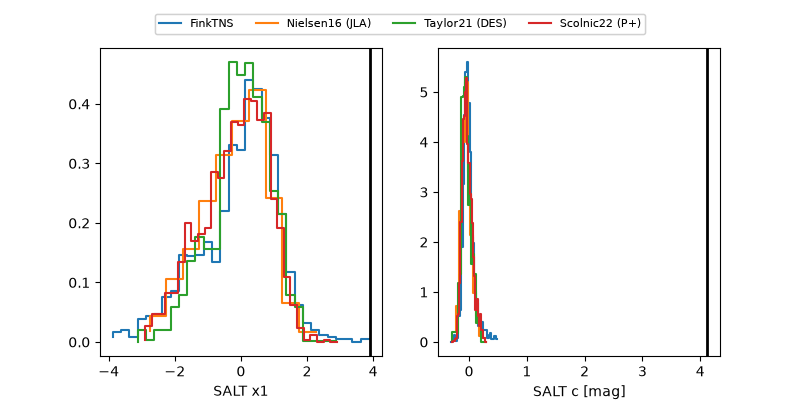 FinkTNS Nielsen16 (JLA) Taylor21 (DES) Scolnic22 (P+)
0.4
0.3
0.2
0.1
0.0
−4 −2 0 2 4
SALT x1
5
4
3
2
1
0
0 1 2 3 4
SALT c [mag]